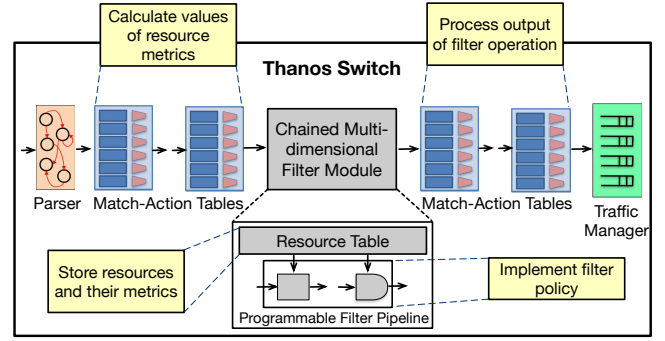 Calculate values
of resource
metrics
Process output
of filter operation
Thanos Switch
Chained Multi-
dimensional
Filter Module
Parser
Match-Action Tables
Match-Action Tables
Traffic
Manager
Resource Table
Store resources
and their metrics
Implement filter
policy
Programmable Filter Pipeline